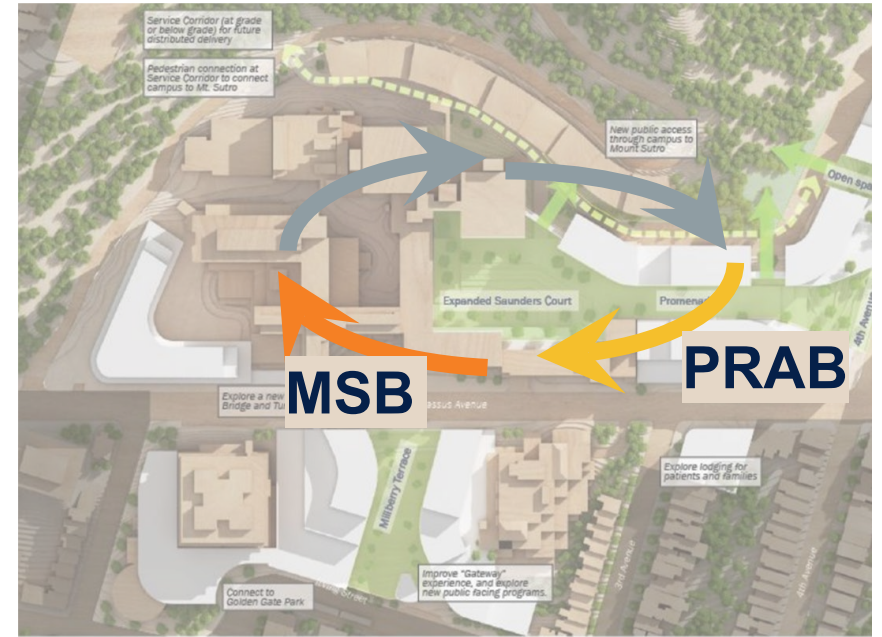 Service Corridor (at grade
or below grade) for future
distributed delivery
Pedestrian connection at
Service Corridor to connect
campus to Mt. Sutro
New public access
through campus to
Mount Sutro
Open spa
Expanded Saunders Court
Promenad
4th Avenue
MSB
PRAB
Explore a new
Bridge and Tu
assus Avenue
Millberry Terrace
Explore lodging for
patients and families
Improve "Gateway"
experience, and explore
new public facing programs.
Connect to
Golden Gate Park
Street
3rd Avenue
4th Avenue